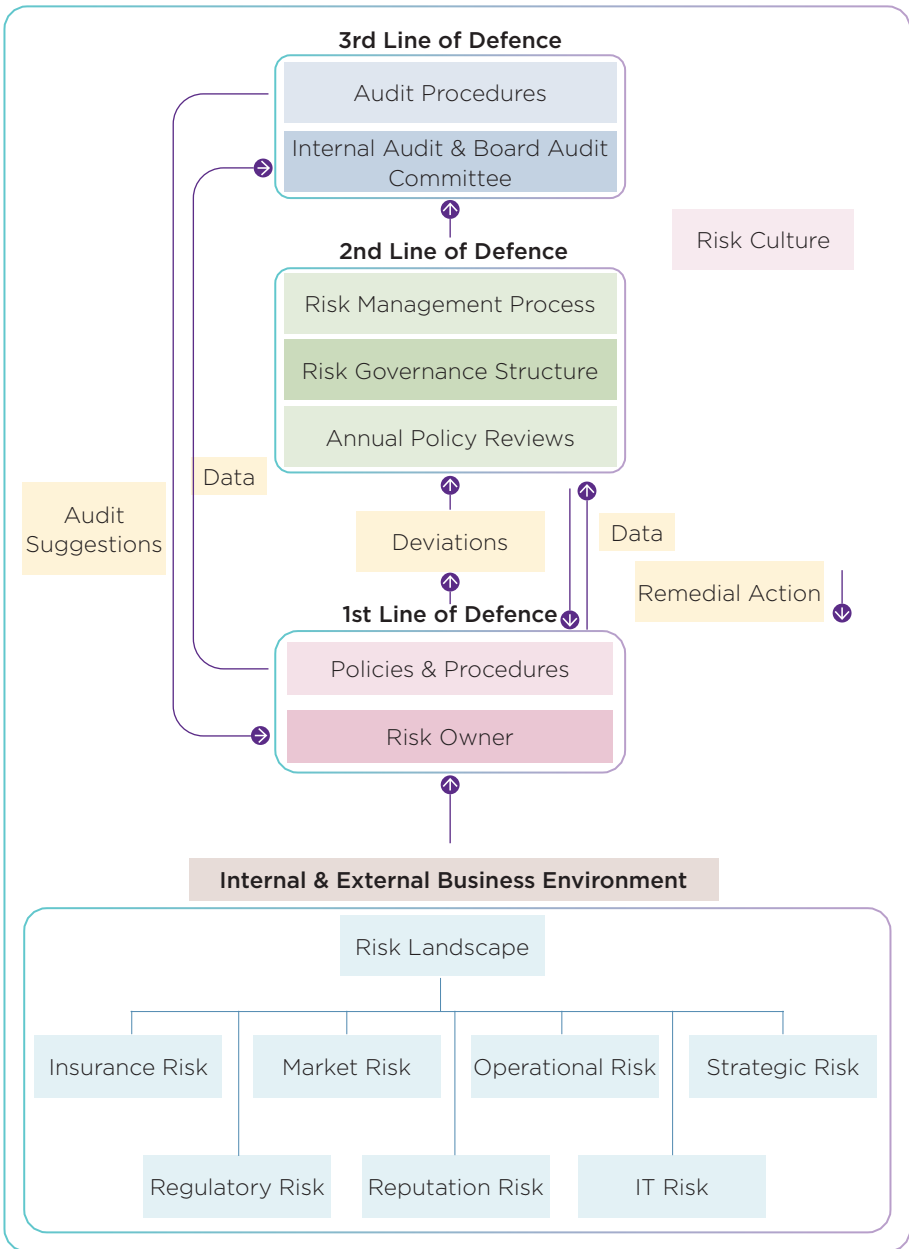 3rd Line of Defence
Audit Procedures
Internal Audit & Board Audit
Committee
Risk Culture
2nd Line of Defence
Risk Management Process
Risk Governance Structure
Annual Policy Reviews
Data
Audit
Suggestions
Deviations
Data
Remedial Action
1st Line of Defence
Policies & Procedures
Risk Owner
Internal & External Business Environment
Risk Landscape
Insurance Risk
Market Risk
Operational Risk
Strategic Risk
Regulatory Risk
Reputation Risk
IT Risk